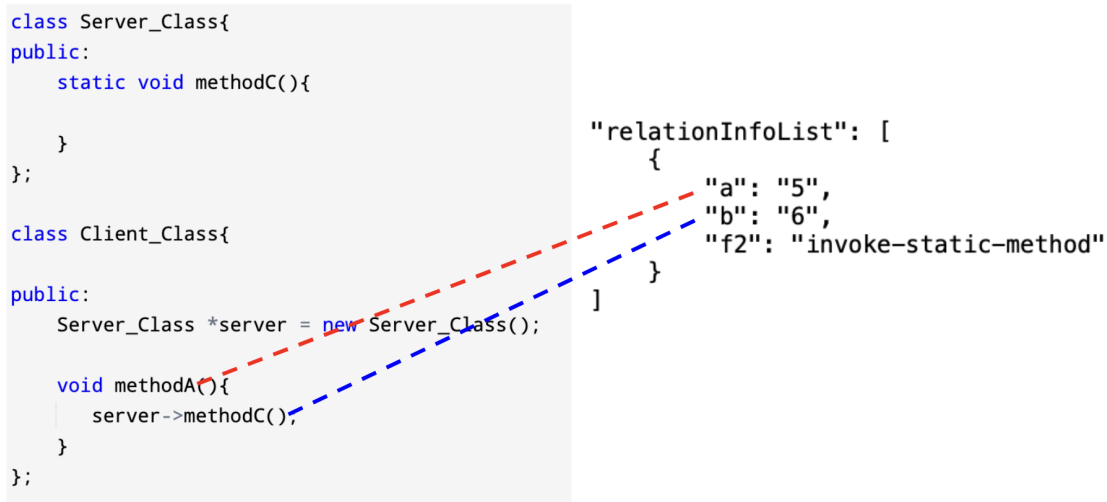 class Server_Class{
public:
static void methodC(){
}
};
class Client_Class{
public:
Server_Class *server = new Server_Class();
void methodA(){
server->methodC();
}
};
"relationInfoList": [
{
"a": "5",
"b": "6",
"f2": "invoke-static-method"
}
]